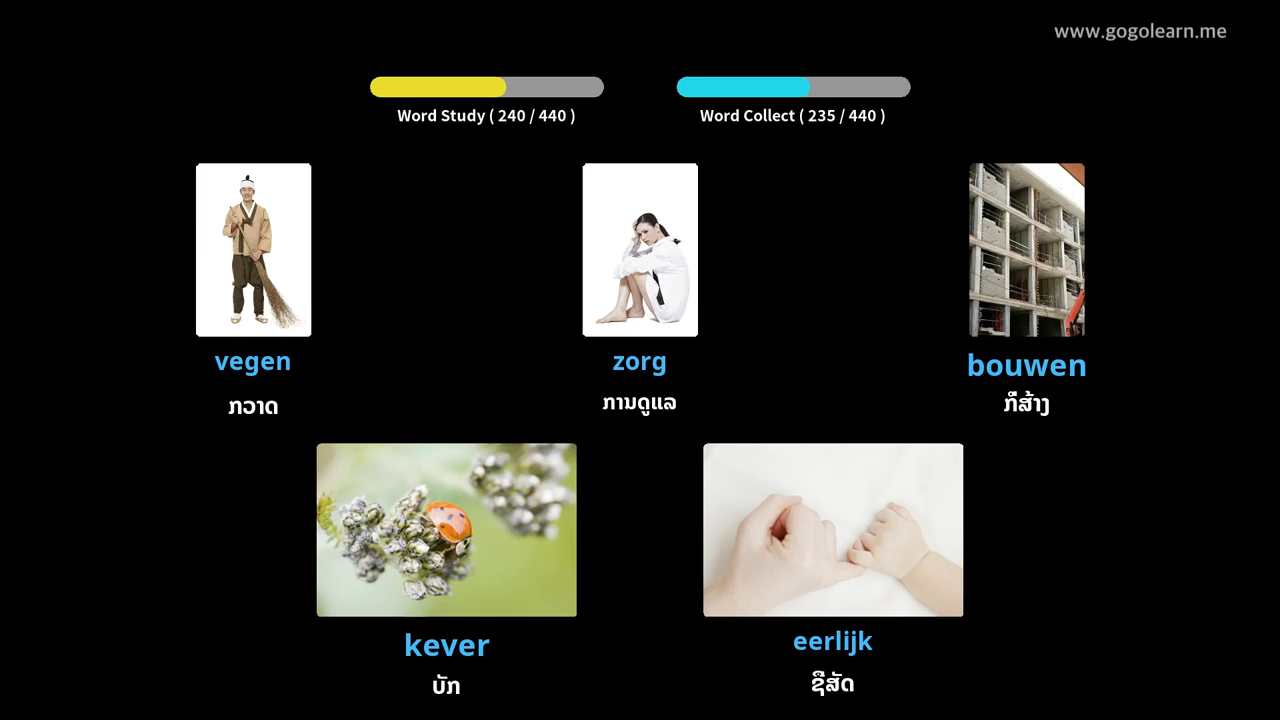 www.gogolearn.me
Word Study ( 240 / 440 )
Word Collect ( 235 / 440 )
vegen
zorg
bouwen
ກວາດ
ການດູແລ
ກໍ່ສ້າງ
kever
eerlijk
ບັກ
ຊື່ສັດ